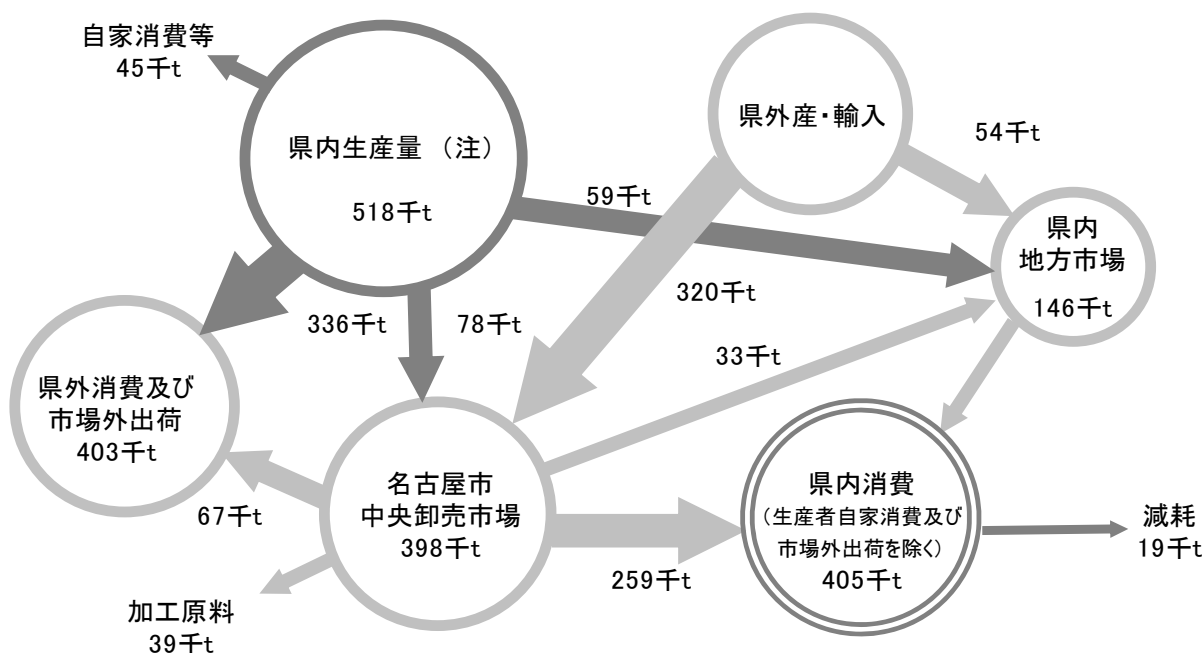 自家消費等
45千t
県内生産量（注）
518千t
県外産・輸入
54千t
59千t
県内
地方市場
146千t
320千t
336千t
78千t
33千t
県外消費及び
市場外出荷
403千t
名古屋市
中央卸売市場
398千t
県内消費
（生産者自家消費及び
市場外出荷を除く）
405千t
減耗
19千t
67千t
259千t
加工原料
39千t